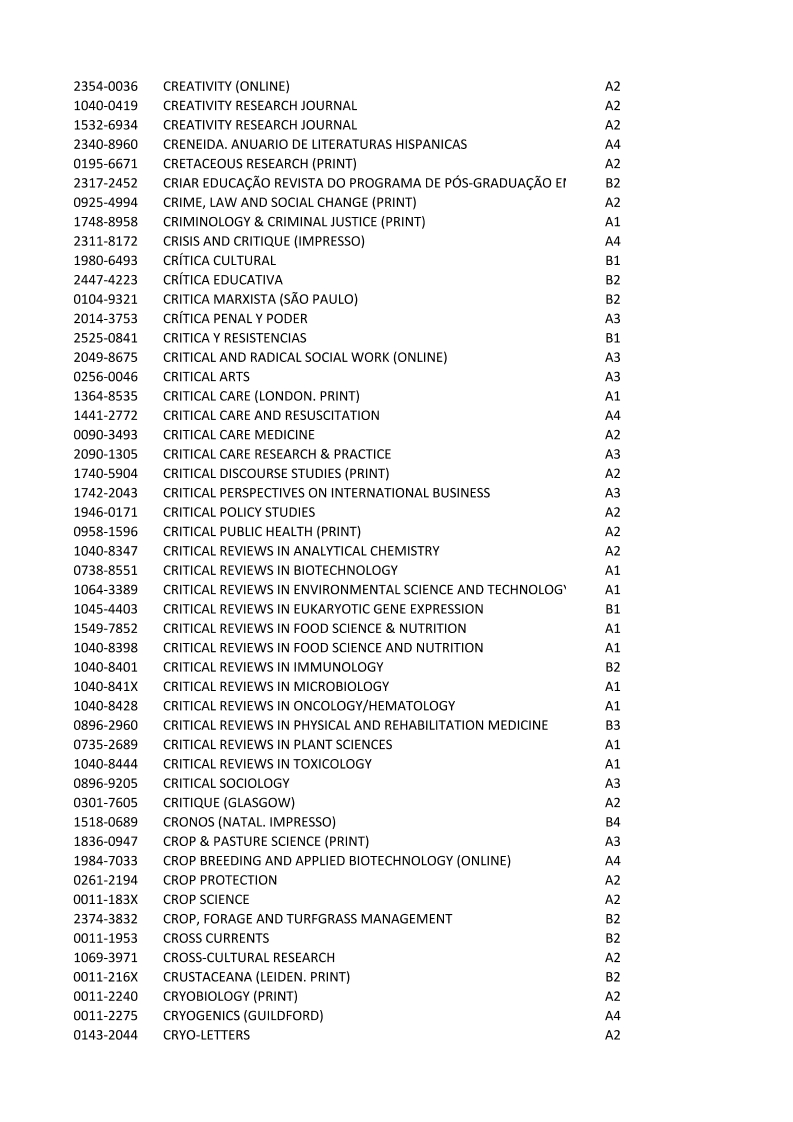 2354-0036 CREATIVITY (ONLINE) A2
1040-0419 CREATIVITY RESEARCH JOURNAL A2
1532-6934 CREATIVITY RESEARCH JOURNAL A2
2340-8960 CRENEIDA. ANUARIO DE LITERATURAS HISPANICAS A4
0195-6671 CRETACEOUS RESEARCH (PRINT) A2
2317-2452 CRIAR EDUCAÇÃO REVISTA DO PROGRAMA DE PÓS-GRADUAÇÃO B2
0925-4994 CRIME, LAW AND SOCIAL CHANGE (PRINT) A2
1748-8958 CRIMINOLOGY & CRIMINAL JUSTICE (PRINT) A1
2311-8172 CRISIS AND CRITIQUE (IMPRESSO) A4
1980-6493 CRÍTICA CULTURAL B1
2447-4223 CRÍTICA EDUCATIVA B2
0104-9321 CRITICA MARXISTA (SÃO PAULO) B2
2014-3753 CRÍTICA PENAL Y PODER A3
2525-0841 CRITICA Y RESISTENCIAS B1
2049-8675 CRITICAL AND RADICAL SOCIAL WORK (ONLINE) A3
0256-0046 CRITICAL ARTS A3
1364-8535 CRITICAL CARE (LONDON. PRINT) A1
1441-2772 CRITICAL CARE AND RESUSCITATION A4
0090-3493 CRITICAL CARE MEDICINE A2
2090-1305 CRITICAL CARE RESEARCH & PRACTICE A3
1740-5904 CRITICAL DISCOURSE STUDIES (PRINT) A2
1742-2043 CRITICAL PERSPECTIVES ON INTERNATIONAL BUSINESS A3
1946-0171 CRITICAL POLICY STUDIES A2
0958-1596 CRITICAL PUBLIC HEALTH (PRINT) A2
1040-8347 CRITICAL REVIEWS IN ANALYTICAL CHEMISTRY A2
0738-8551 CRITICAL REVIEWS IN BIOTECHNOLOGY A1
1064-3389 CRITICAL REVIEWS IN ENVIRONMENTAL SCIENCE AND TECHNOLOGY A1
1045-4403 CRITICAL REVIEWS IN EUKARYOTIC GENE EXPRESSION B1
1549-7852 CRITICAL REVIEWS IN FOOD SCIENCE & NUTRITION A1
1040-8398 CRITICAL REVIEWS IN FOOD SCIENCE AND NUTRITION A1
1040-8401 CRITICAL REVIEWS IN IMMUNOLOGY B2
1040-841X CRITICAL REVIEWS IN MICROBIOLOGY A1
1040-8428 CRITICAL REVIEWS IN ONCOLOGY/HEMATOLOGY A1
0896-2960 CRITICAL REVIEWS IN PHYSICAL AND REHABILITATION MEDICINE B3
0735-2689 CRITICAL REVIEWS IN PLANT SCIENCES A1
1040-8444 CRITICAL REVIEWS IN TOXICOLOGY A1
0896-9205 CRITICAL SOCIOLOGY A3
0301-7605 CRITIQUE (GLASGOW) A2
1518-0689 CRONOS (NATAL. IMPRESSO) B4
1836-0947 CROP & PASTURE SCIENCE (PRINT) A3
1984-7033 CROP BREEDING AND APPLIED BIOTECHNOLOGY (ONLINE) A4
0261-2194 CROP PROTECTION A2
0011-183X CROP SCIENCE A2
2374-3832 CROP, FORAGE AND TURFGRASS MANAGEMENT B2
0011-1953 CROSS CURRENTS B2
1069-3971 CROSS-CULTURAL RESEARCH A2
0011-216X CRUSTACEANA (LEIDEN. PRINT) B2
0011-2240 CRYOBIOLOGY (PRINT) A2
0011-2275 CRYOGENICS (GUILDFORD) A4
0143-2044 CRYO-LETTERS A2